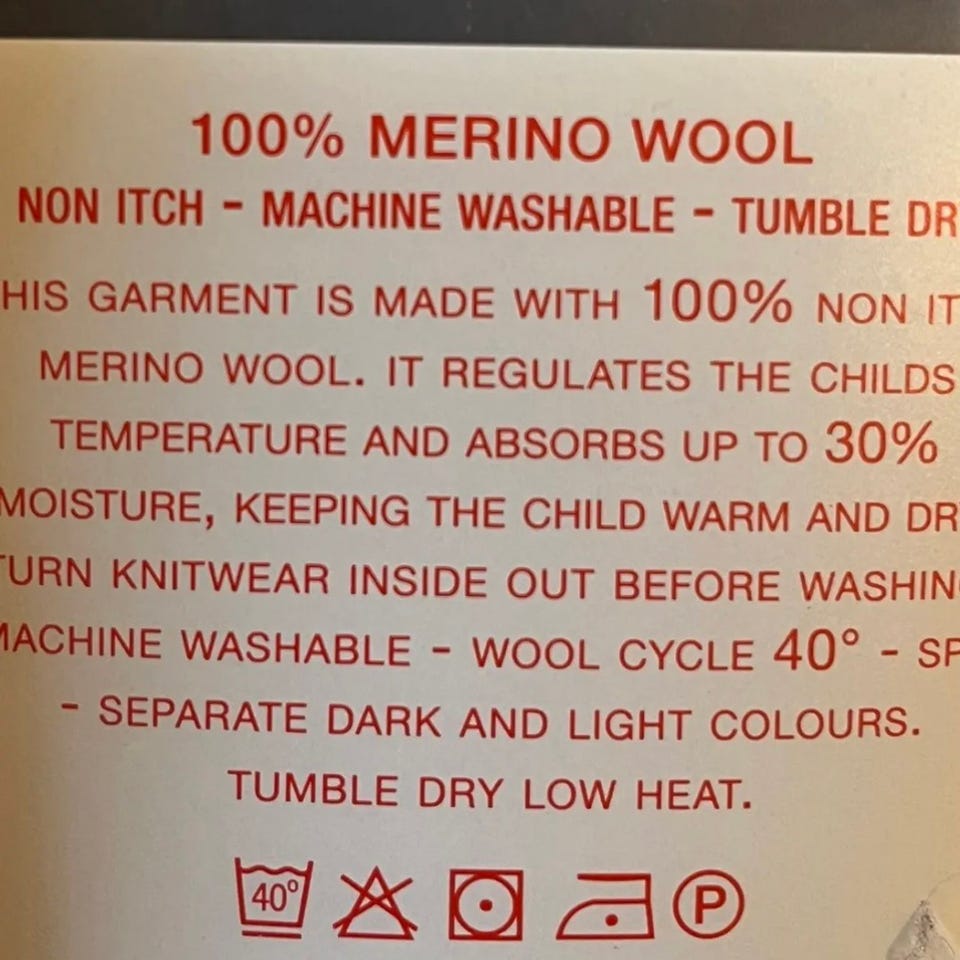 100% MERINO WOOL
NON ITCH - MACHINE WASHABLE - TUMBLE DR
HIS GARMENT IS MADE WITH 100% NON IT
MERINO WOOL. IT REGULATES THE CHILDS
TEMPERATURE AND ABSORBS UP TO 30%
MOISTURE, KEEPING THE CHILD WARM AND DR
TURN KNITWEAR INSIDE OUT BEFORE WASHIN
MACHINE WASHABLE - WOOL CYCLE 40° - SP
- SEPARATE DARK AND LIGHT COLOURS.
TUMBLE DRY LOW HEAT.
40° P